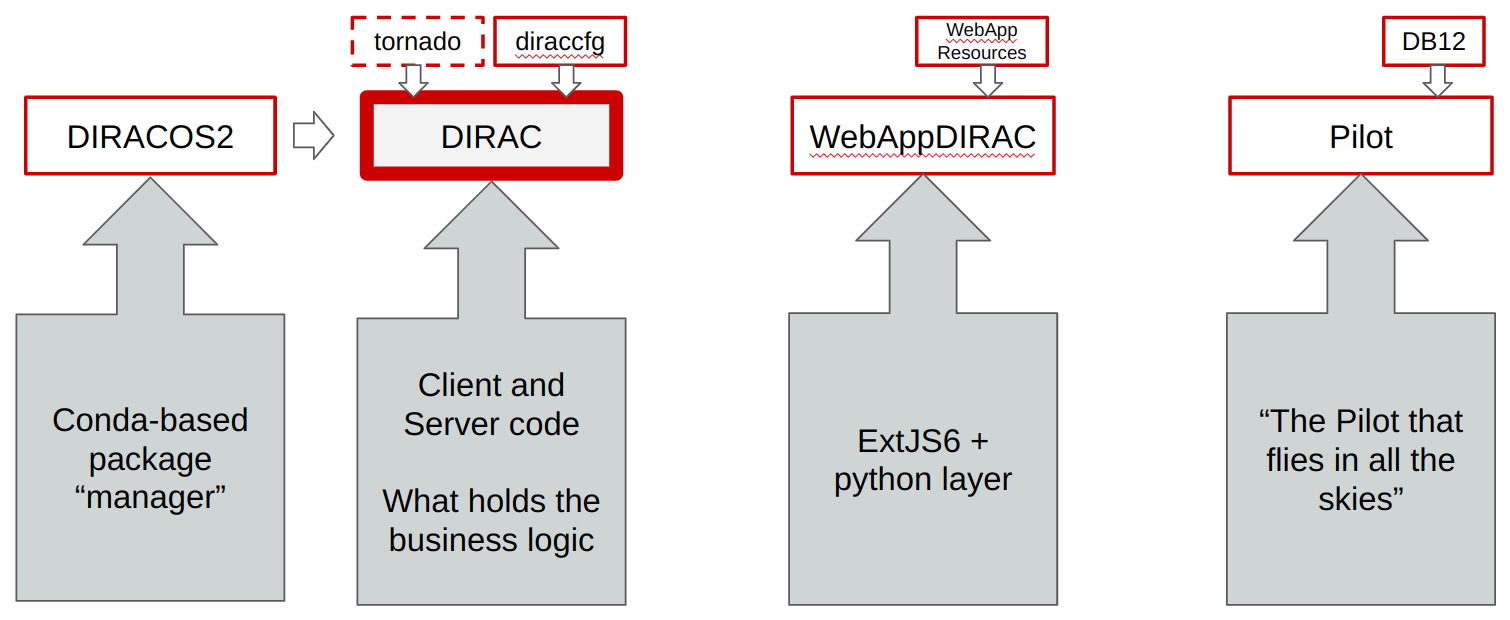 tornado
diraccfg
WebApp
Resources
DB12
DIRACOS2
DIRAC
WebAppDIRAC
Pilot
Conda-based
package
“manager”
Client and
Server code
What holds the
business logic
ExtJS6 +
python layer
“The Pilot that
flies in all the
skies”